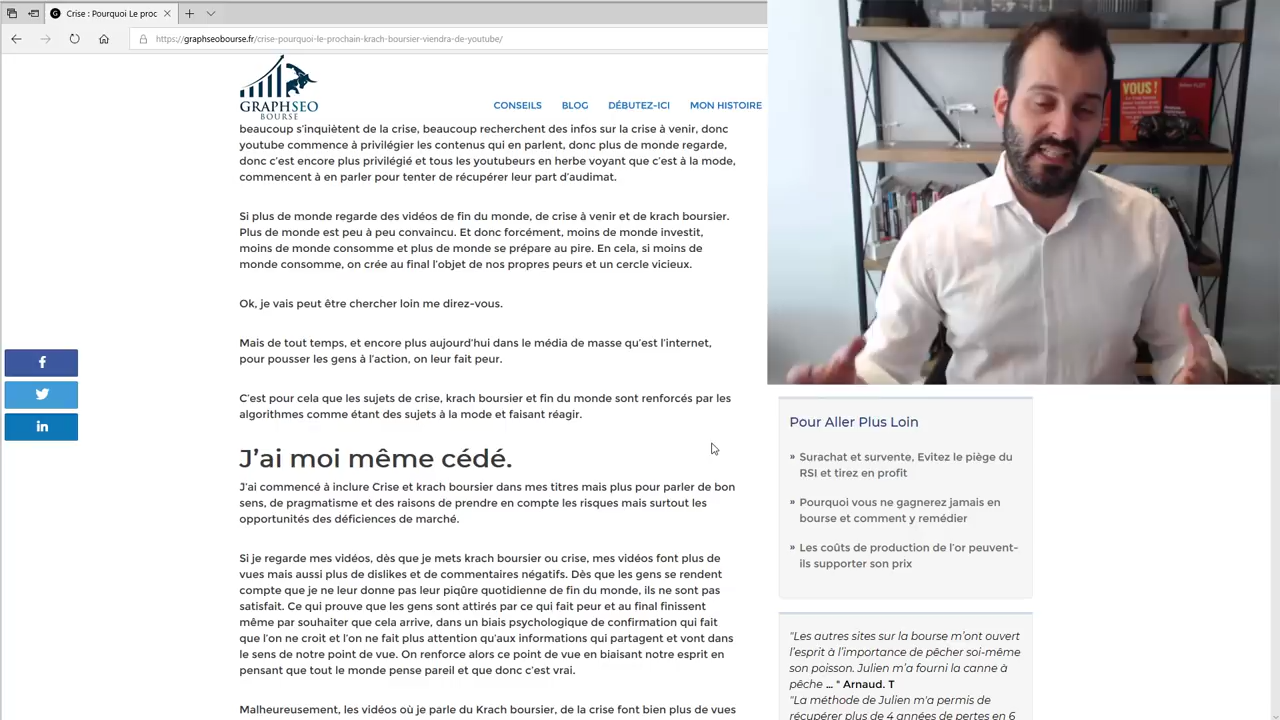 Crise : Pourquoi Le proc
https://graphseobourse.fr/crise-pourquoi-le-prochain-krach-boursier-viendra-de-youtube/
GRAPHSEO
BOURSE
CONSEILS
BLOG
DÉBUTEZ-ICI
MON HISTOIRE
beaucoup s'inquiètent de la crise, beaucoup recherchent des infos sur la crise à venir, donc
youtube commence à privilégier les contenus qui en parlent, donc plus de monde regarde,
donc c'est encore plus privilégié et tous les youtubeurs en herbe voyant que c'est à la mode,
commencent à en parler pour tenter de récupérer leur part d'audimat.
Si plus de monde regarde des vidéos de fin du monde, de crise à venir et de krach boursier.
Plus de monde est peu à peu convaincu. Et donc forcément, moins de monde investit,
moins de monde consomme et plus de monde se prépare au pire. En cela, si moins de
monde consomme, on crée au final l'objet de nos propres peurs et un cercle vicieux.
Ok, je vais peut être chercher loin me direz-vous.
Mais de tout temps, et encore plus aujourd'hui dans le média de masse qu'est l'internet,
pour pousser les gens à l'action, on leur fait peur.
C'est pour cela que les sujets de crise, krach boursier et fin du monde sont renforcés par les
algorithmes comme étant des sujets à la mode et faisant réagir.
J'ai moi même cédé.
J'ai commencé à inclure Crise et krach boursier dans mes titres mais plus pour parler de bon
sens, de pragmatisme et des raisons de prendre en compte les risques mais surtout les
opportunités des déficiences de marché.
Si je regarde mes vidéos, dès que je mets krach boursier ou crise, mes vidéos font plus de
vues mais aussi plus de dislikes et de commentaires négatifs. Dès que les gens se rendent
compte que je ne leur donne pas leur piqûre quotidienne de fin du monde, ils ne sont pas
satisfait. Ce qui prouve que les gens sont attirés par ce qui fait peur et au final finissent
même par souhaiter que cela arrive, dans un biais psychologique de confirmation qui fait
que l'on ne croit et l'on ne fait plus attention qu'aux informations qui partagent et vont dans
le sens de notre point de vue. On renforce alors ce point de vue en biaisant notre esprit en
pensant que tout le monde pense pareil et que donc c'est vrai.
Malheureusement, les vidéos où je parle du Krach boursier, de la crise font bien plus de vues
VOUS !
Pour Aller Plus Loin
» Surachat et survente, Evitez le piège du
RSI et tirez en profit
» Pourquoi vous ne gagnerez jamais en
bourse et comment y remédier
» Les coûts de production de l'or peuvent-
ils supporter son prix
"Les autres sites sur la bourse m'ont ouvert
l'esprit à l'importance de pêcher soi-même
son poisson. Julien m'a fourni la canne à
pêche ... " Arnaud. T
"La méthode de Julien m'a permis de
récupérer plus de 4 années de pertes en 6